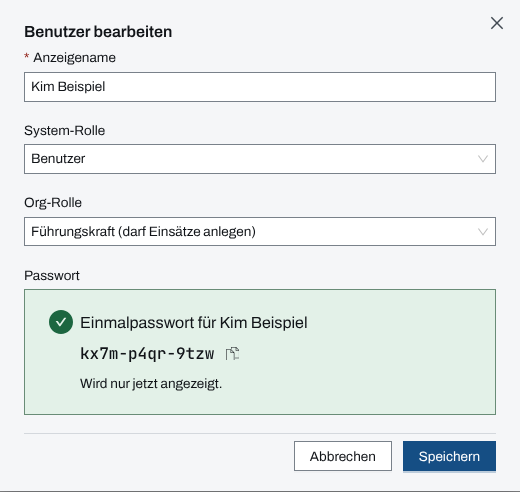 Benutzer bearbeiten
* Anzeigename
Kim Beispiel
System-Rolle
Benutzer
Org-Rolle
Führungskraft (darf Einsätze anlegen)
Passwort
Einmalpasswort für Kim Beispiel
kx7m-p4qr-9tzw
Wird nur jetzt angezeigt.
Abbrechen
Speichern